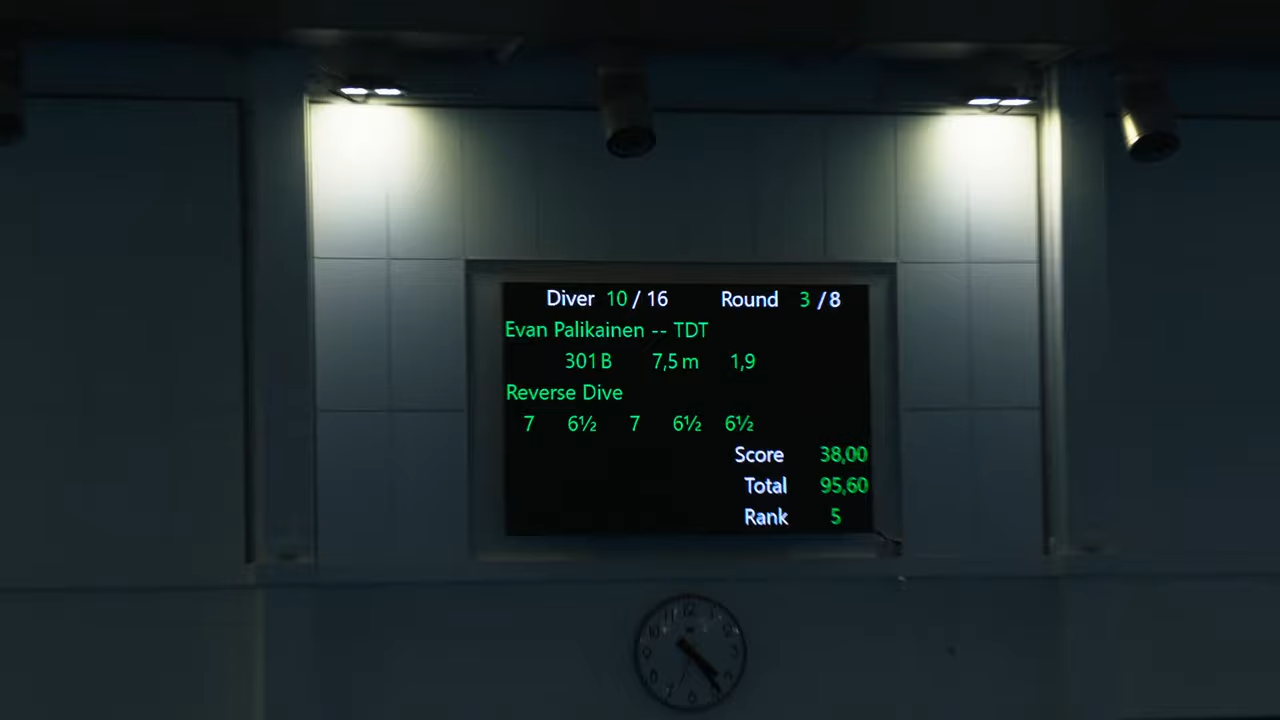 Diver 10 / 16 Round 3 / 8
Evan Palikainen -- TDT
301 B 7,5 m 1,9
Reverse Dive
7 6½ 7 6½ 6½
Score 38,00
Total 95,60
Rank 5